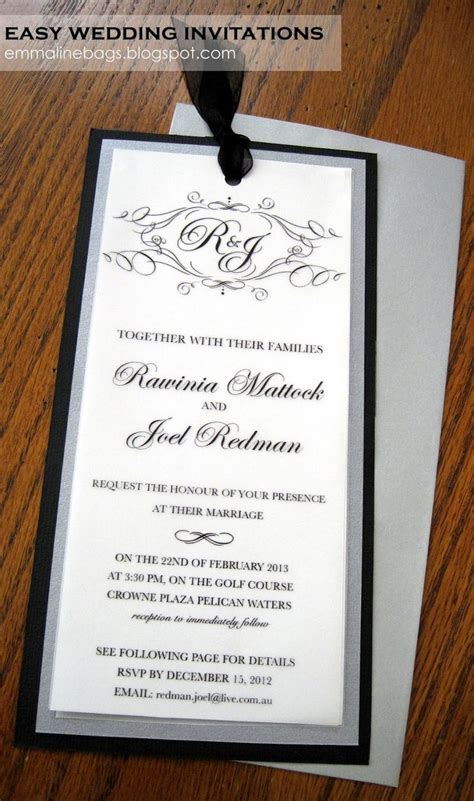 EASY WEDDING INVITATIONS
emmalinebags.blogspot.com
R&J
TOGETHER WITH THEIR FAMILIES
Rawinia Mattock
AND
Joel Redman
REQUEST THE HONOUR OF YOUR PRESENCE
AT THEIR MARRIAGE
ON THE 22ND OF FEBRUARY 2013
AT 3:30 PM, ON THE GOLF COURSE
CROWNE PLAZA PELICAN WATERS
reception to immediately follow
SEE FOLLOWING PAGE FOR DETAILS
RSVP BY DECEMBER 15, 2012
EMAIL: redman.joel@live.com.au